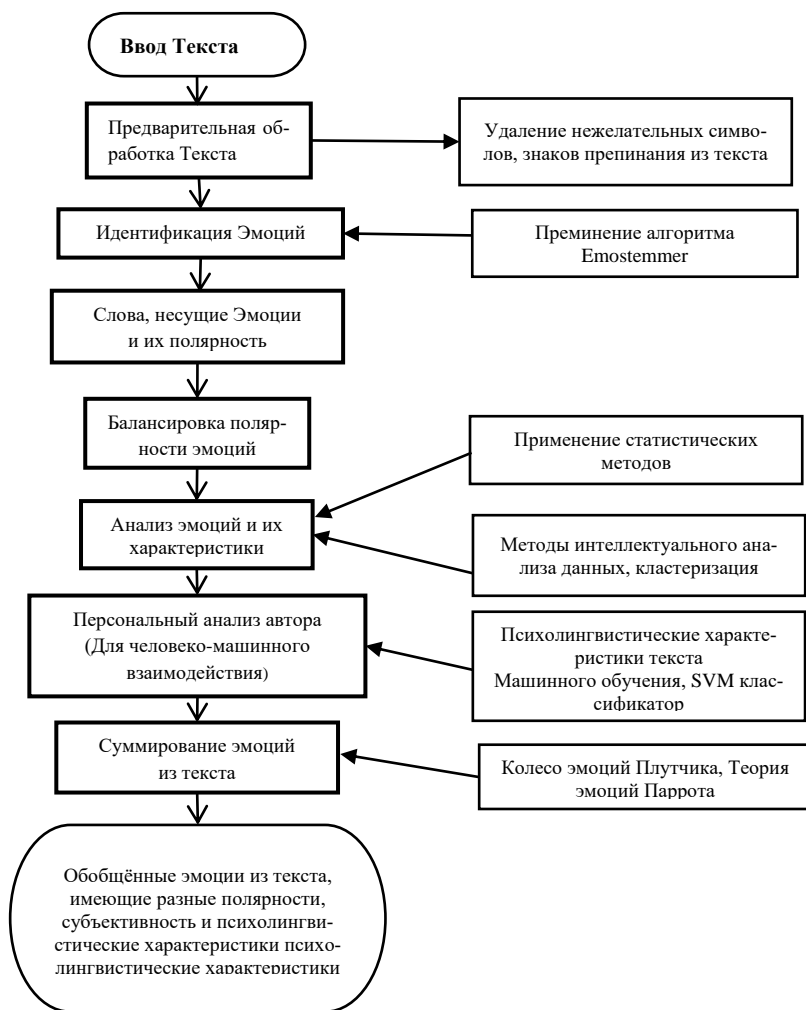 Ввод Текста
Предварительная об-
работка Текста
Удаление нежелательных симво-
лов, знаков препинания из текста
Идентификация Эмоций
Преминение алгоритма
Emostemmer
Слова, несущие Эмоции
и их полярность
Балансировка поляр-
ности эмоций
Применение статистических
методов
Анализ эмоций и их
характеристики
Методы интеллектуального ана-
лиза данных, кластеризация
Персональный анализ автора
(Для человеко-машинного
взаимодействия)
Психолингвистические характе-
ристики текста
Машинного обучения, SVM клас-
сификатор
Суммирование эмоций
из текста
Колесо эмоций Плутчика, Теория
эмоций Паррота
Обобщённые эмоции из текста,
имеющие разные полярности,
субъективность и психолингви-
стические характеристики психо-
лингвистические характеристики